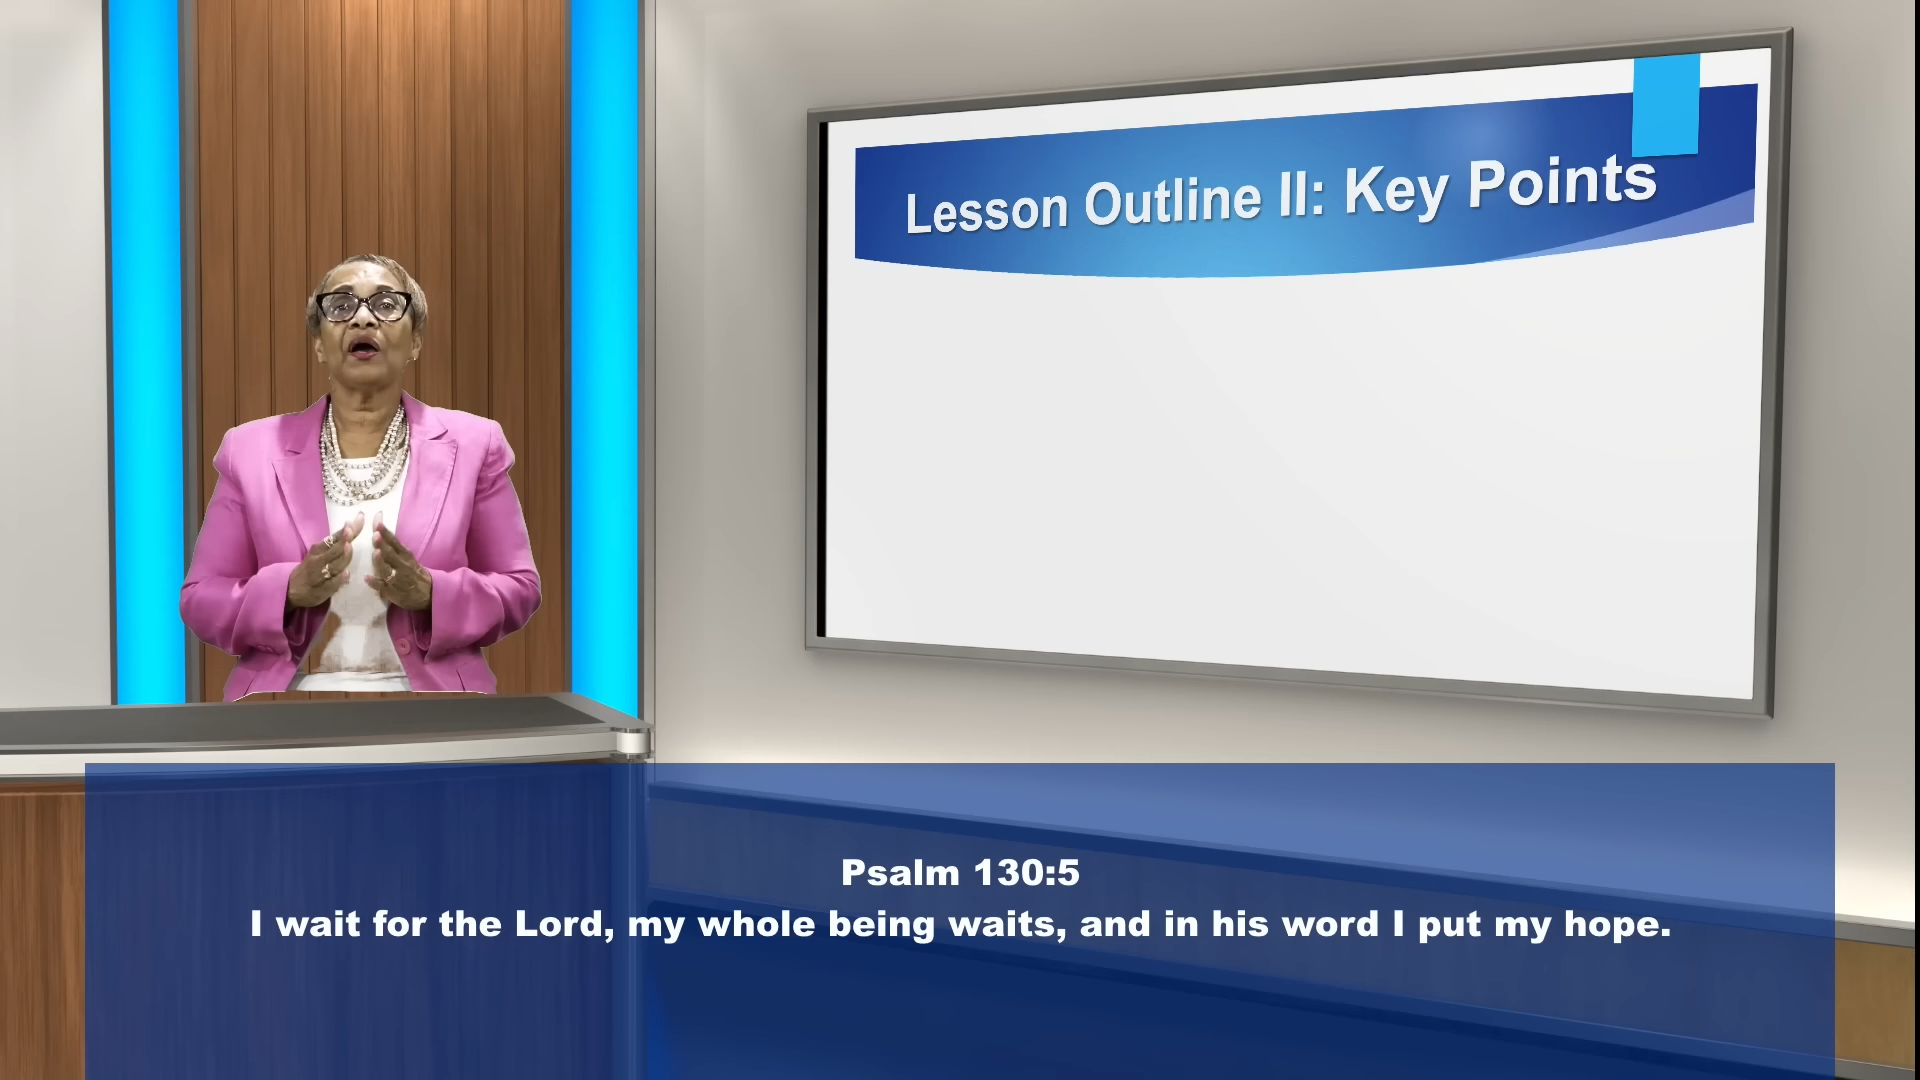 Lesson Outline II: Key Points
Psalm 130:5
I wait for the Lord, my whole being waits, and in his word I put my hope.